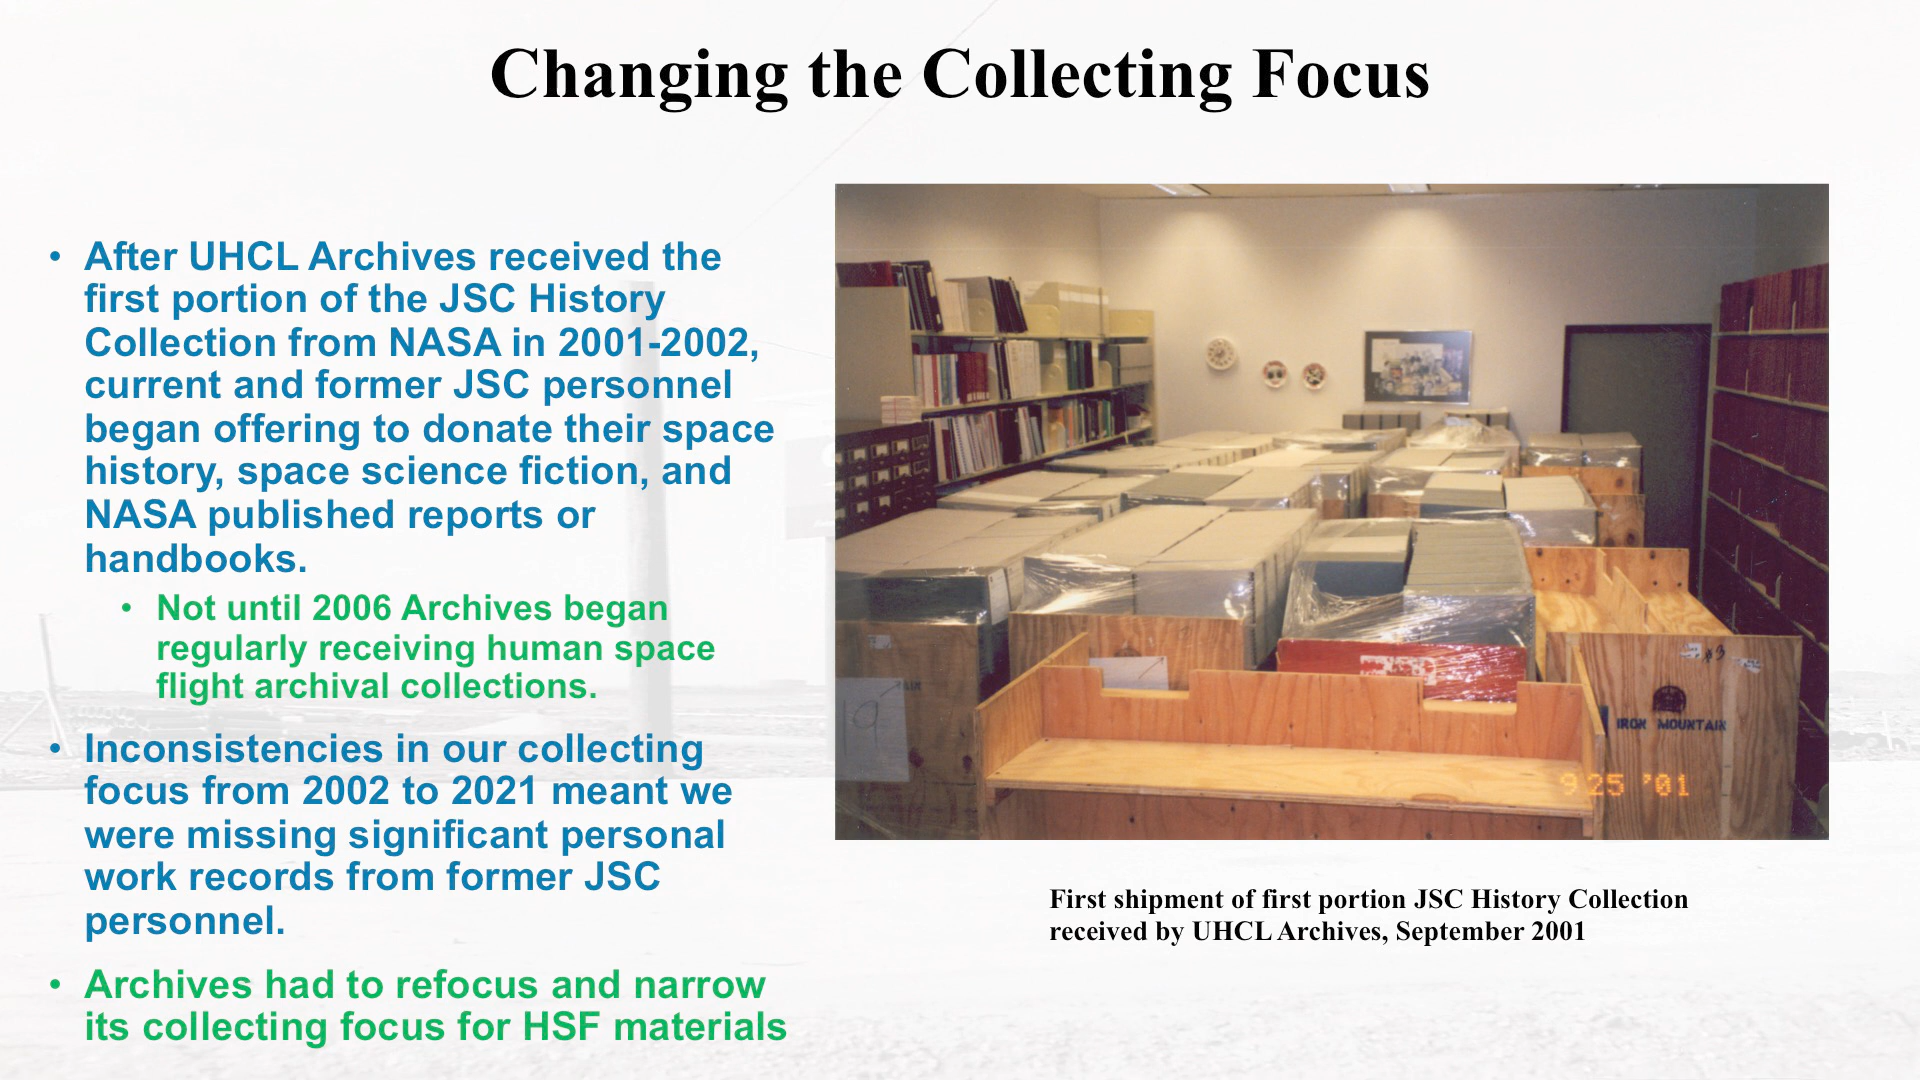 Changing the Collecting Focus
• After UHCL Archives received the
first portion of the JSC History
Collection from NASA in 2001-2002,
current and former JSC personnel
began offering to donate their space
history, space science fiction, and
NASA published reports or
handbooks.
• Not until 2006 Archives began
regularly receiving human space
flight archival collections.
• Inconsistencies in our collecting
focus from 2002 to 2021 meant we
were missing significant personal
work records from former JSC
personnel.
• Archives had to refocus and narrow
its collecting focus for HSF materials
#3
19
IRON MOUNTAIN
9 25 '01
First shipment of first portion JSC History Collection
received by UHCL Archives, September 2001